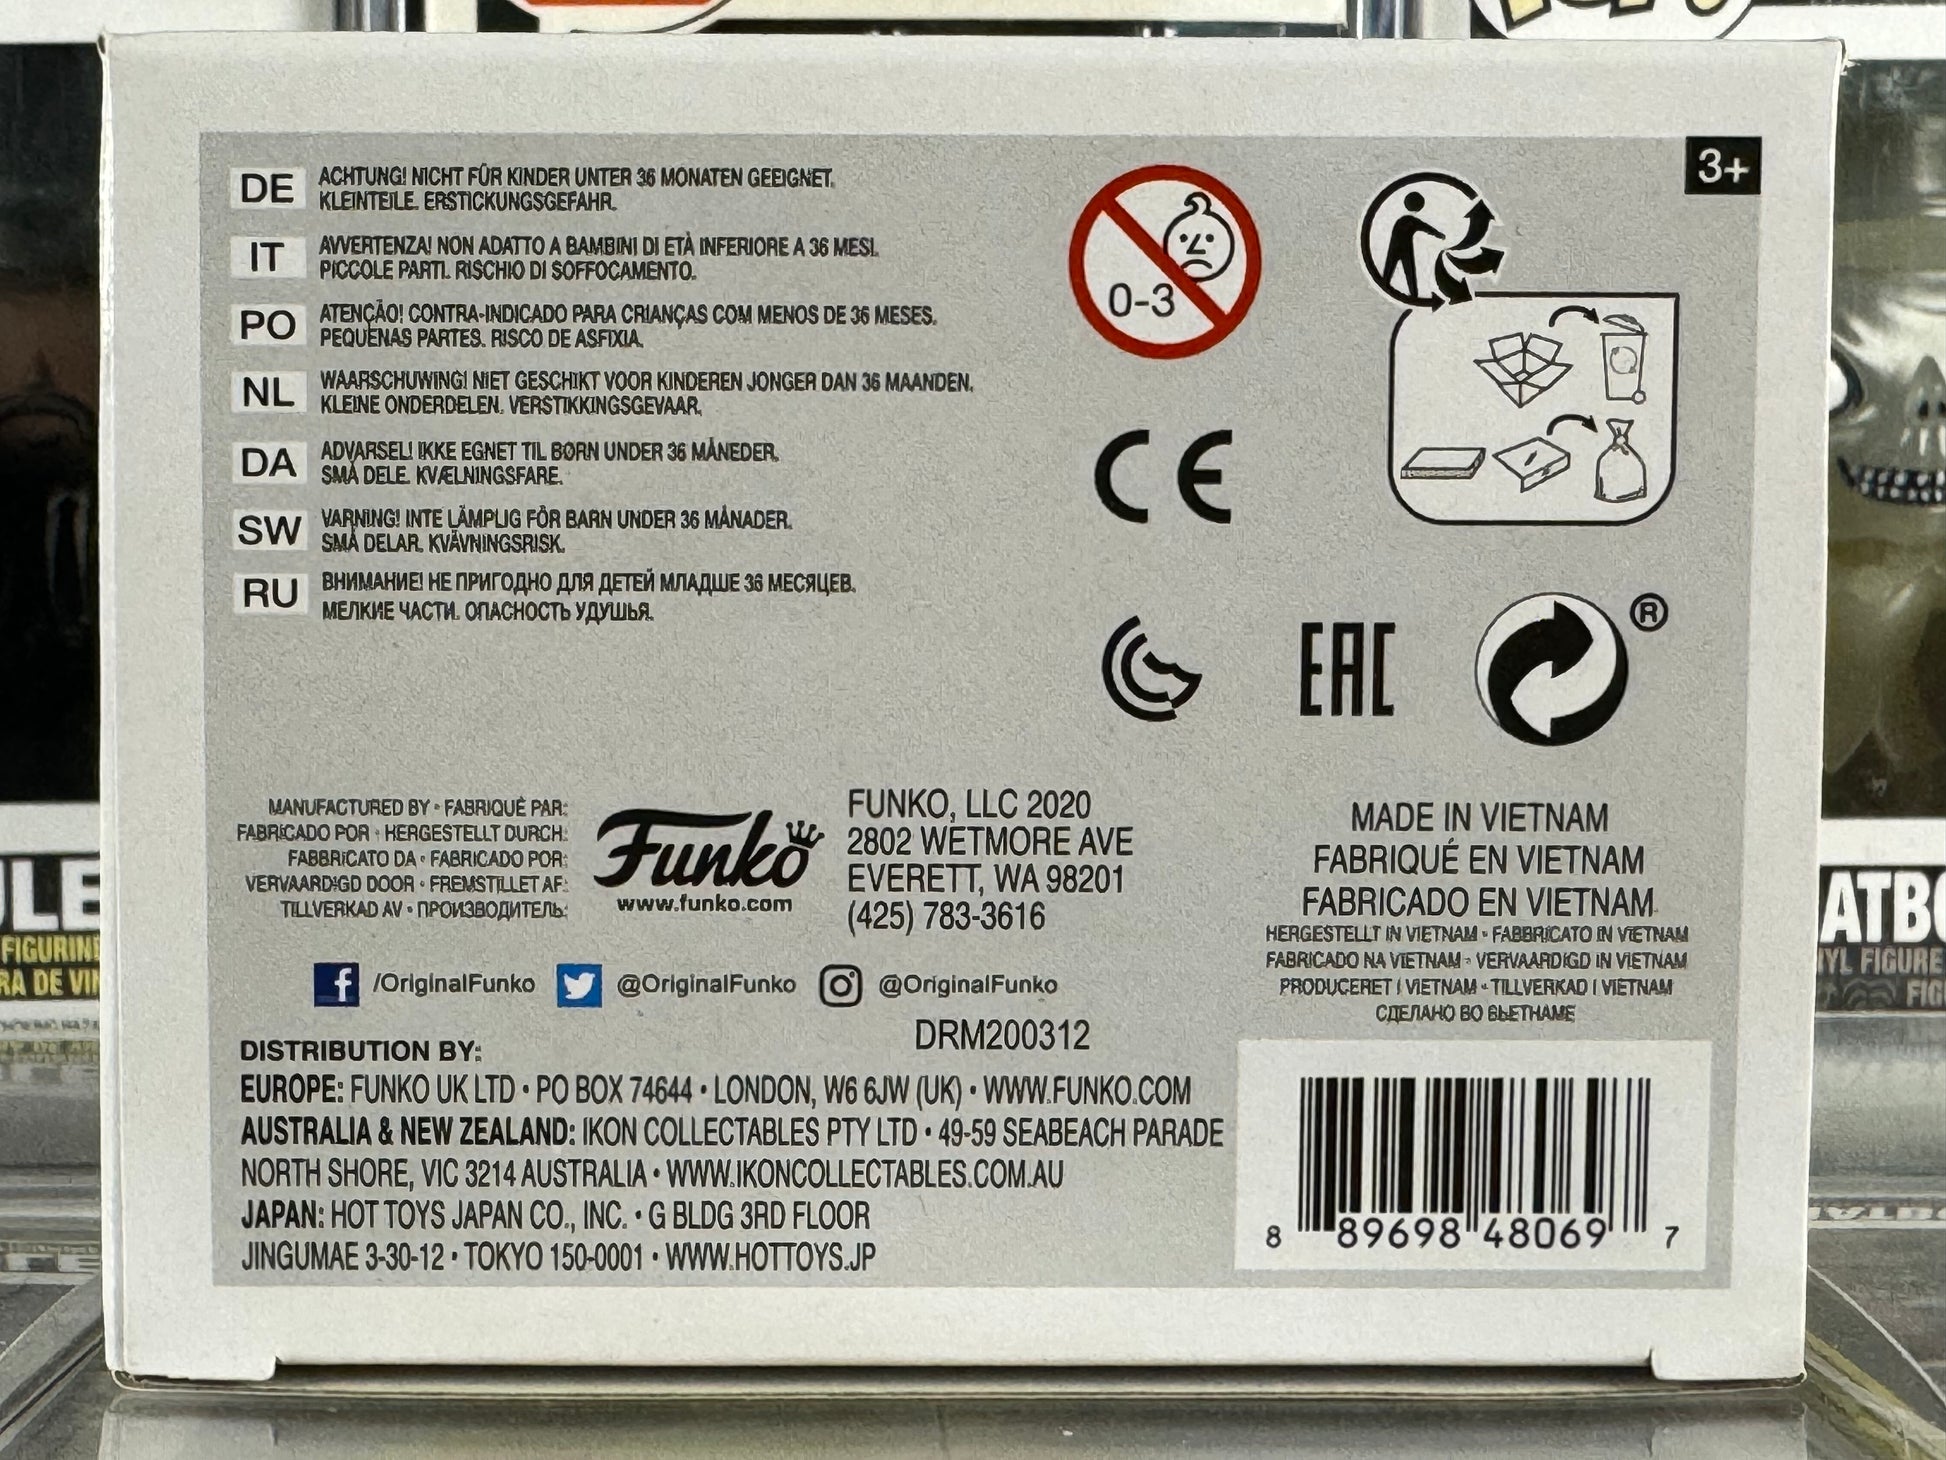 3+
DE
ACHTUNG! NICHT FÜR KINDER UNTER 36 MONATEN GEEIGNET.
KLEINTEILE. ERSTICKUNGSGEFAHR.
IT
AVVERTENZA! NON ADATTO A BAMBINI DI ETÀ INFERIORE A 36 MESI.
PICCOLE PARTI. RISCHIO DI SOFFOCAMENTO.
PO
ATENÇÃO! CONTRA-INDICADO PARA CRIANÇAS COM MENOS DE 36 MESES.
PEQUENAS PARTES. RISCO DE ASFIXIA.
NL
WAARSCHUWING! NIET GESCHIKT VOOR KINDEREN JONGER DAN 36 MAANDEN.
KLEINE ONDERDELEN. VERSTIKKINGSGEVAAR.
DA
ADVARSEL! IKKE EGNET TIL BØRN UNDER 36 MÅNEDER.
SMÅ DELE. KVÆLNINGSFARE.
SW
VARNING! INTE LÄMPLIG FÖR BARN UNDER 36 MÅNADER.
SMÅ DELAR. KVÄVNINGSRISK.
RU
ВНИМАНИЕ! НЕ ПРИГОДНО ДЛЯ ДЕТЕЙ МЛАДШЕ 36 МЕСЯЦЕВ.
МЕЛКИЕ ЧАСТИ. ОПАСНОСТЬ УДУШЬЯ.
0-3
CE
EAC
®
MANUFACTURED BY • FABRIQUÉ PAR:
FABRICADO POR • HERGESTELLT DURCH:
FABBRICATO DA • FABRICADO POR:
VERVAARDIGD DOOR • FREMSTILLET AF:
TILLVERKAD AV • ПРОИЗВОДИТЕЛЬ:
Funko
www.funko.com
FUNKO, LLC 2020
2802 WETMORE AVE
EVERETT, WA 98201
(425) 783-3616
MADE IN VIETNAM
FABRIQUÉ EN VIETNAM
FABRICADO EN VIETNAM
HERGESTELLT IN VIETNAM • FABBRICATO IN VIETNAM
FABRICADO NA VIETNAM • VERVAARDIGD IN VIETNAM
PRODUCERET I VIETNAM • TILLVERKAD I VIETNAM
СДЕЛАНО ВО ВЬЕТНАМЕ
/OriginalFunko
@OriginalFunko
@OriginalFunko
DRM200312
DISTRIBUTION BY:
EUROPE: FUNKO UK LTD • PO BOX 74644 • LONDON, W6 6JW (UK) • WWW.FUNKO.COM
AUSTRALIA & NEW ZEALAND: IKON COLLECTABLES PTY LTD • 49-59 SEABEACH PARADE
NORTH SHORE, VIC 3214 AUSTRALIA • WWW.IKONCOLLECTABLES.COM.AU
JAPAN: HOT TOYS JAPAN CO., INC. • G BLDG 3RD FLOOR
JINGUMAE 3-30-12 • TOKYO 150-0001 • WWW.HOTTOYS.JP
8 89698 48069 7